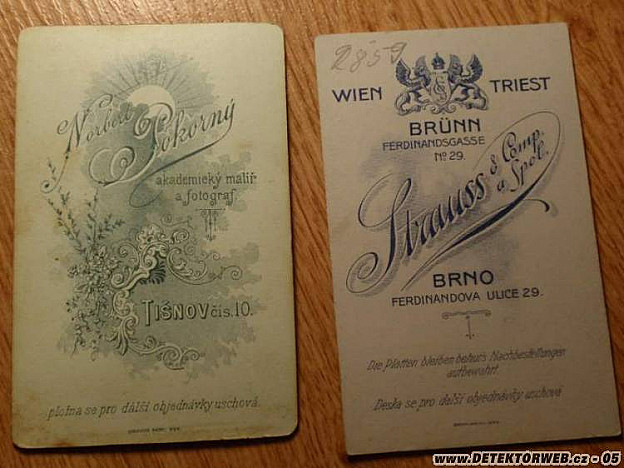 Norbert Pokorný
akademický malíř
a fotograf.
TIŠNOV čís. 10.
plotna se pro další objednávky uschová.
2859
WIEN TRIEST
BRÜNN
FERDINANDSGASSE
No 29.
Strauss & Comp.
a Spol.
BRNO
FERDINANDOVA ULICE 29.
Die Platten bleiben behufs Nachbestellungen
aufbewahrt.
Deska se pro další objednávky uschová
WWW.DETEKTORWEB.cz - 05